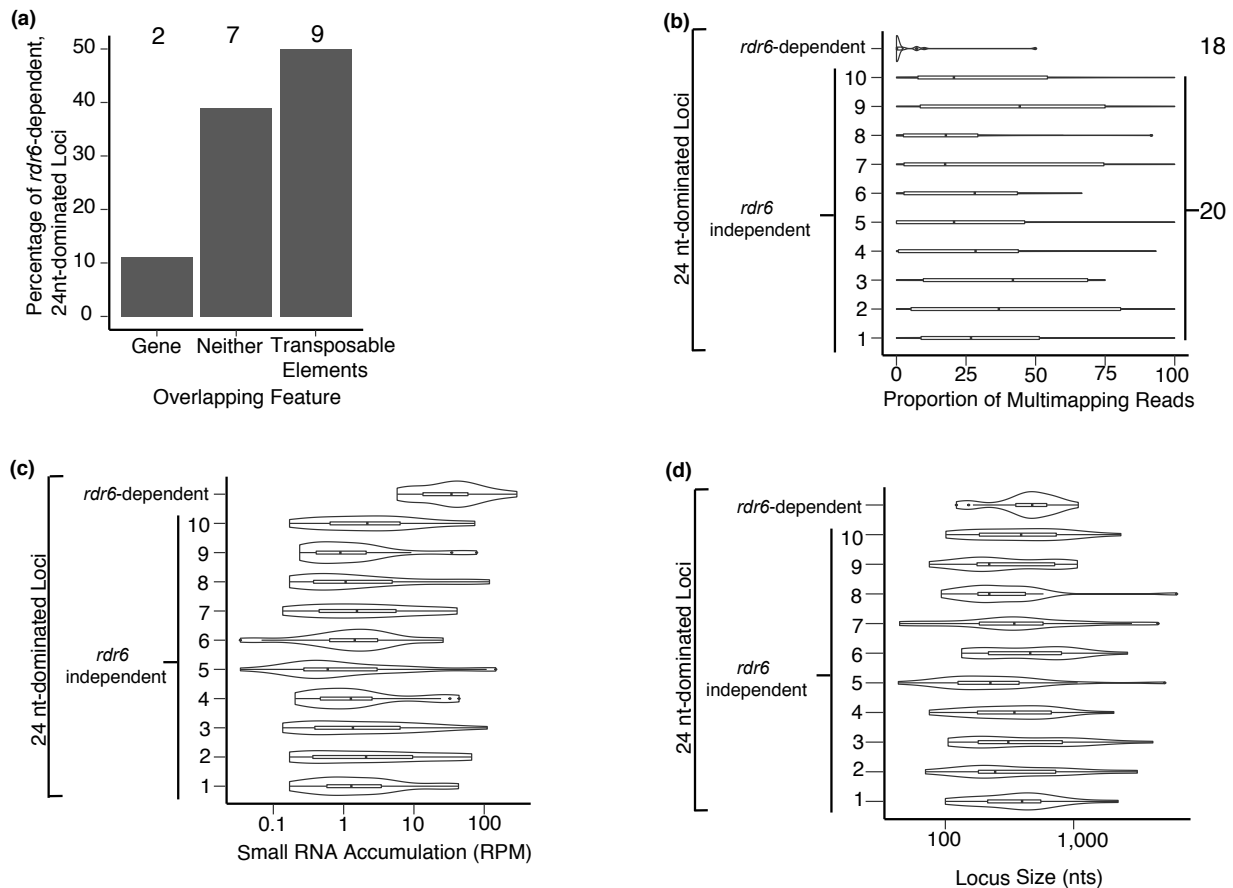 (a)
2 7 9
50
40
30
20
10
0
Percentage of rdr6-dependent,
24nt-dominated Loci
Gene Neither Transposable
Elements
Overlapping Feature
(b)
24 nt-dominated Loci
rdr6-dependent
18
10
9
8
7
6
5
4
3
2
1
rdr6
independent
20
0 25 50 75 100
Proportion of Multimapping Reads
(c)
24 nt-dominated Loci
rdr6-dependent
10
9
8
7
6
5
4
3
2
1
rdr6
independent
0.1 1 10 100
Small RNA Accumulation (RPM)
(d)
24 nt-dominated Loci
rdr6-dependent
10
9
8
7
6
5
4
3
2
1
rdr6
independent
100 1,000
Locus Size (nts)